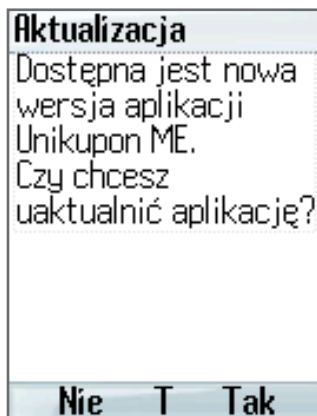 Aktualizacja
Dostępna jest nowa
wersja aplikacji
Unikupon ME.
Czy chcesz
uaktualnić aplikację?
Nie T Tak